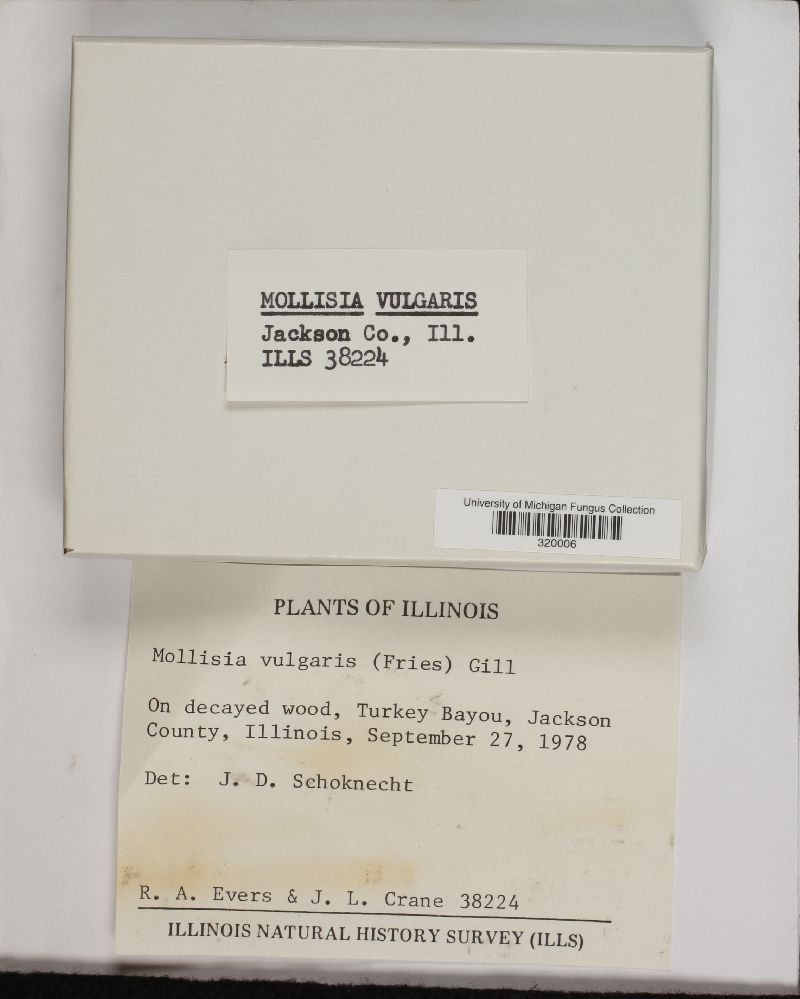 MOLLISIA VULGARIS
Jackson Co., Ill.
ILLS 38224
University of Michigan Fungus Collection
320006
PLANTS OF ILLINOIS
Mollisia vulgaris (Fries) Gill
On decayed wood, Turkey Bayou, Jackson
County, Illinois, September 27, 1978
Det: J. D. Schoknecht
R. A. Evers & J. L. Crane 38224
ILLINOIS NATURAL HISTORY SURVEY (ILLS)